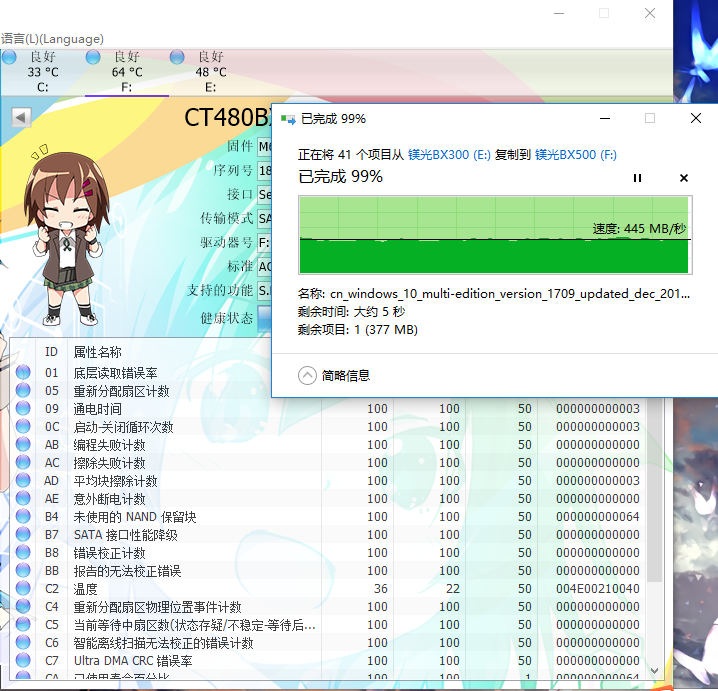 语言(L)(Language)
良好 良好 良好
33 °C 64 °C 48 °C
C: F: E:
CT480BX
固件 M6
序列号 18
接口 Se
传输模式 SA
驱动器号 F:
标准 AC
支持的功能 S.
健康状态
已完成 99%
正在将 41 个项目从 镁光BX300 (E:) 复制到 镁光BX500 (F:)
已完成 99%
速度: 445 MB/秒
名称: cn_windows_10_multi-edition_version_1709_updated_dec_201...
剩余时间: 大约 5 秒
剩余项目: 1 (377 MB)
简略信息
ID 属性名称
01 底层读取错误率
05 重新分配扇区计数
09 通电时间 100 100 50 000000000003
0C 启动-关闭循环次数 100 100 50 000000000003
AB 编程失败计数 100 100 50 000000000000
AC 擦除失败计数 100 100 50 000000000000
AD 平均块擦除计数 100 100 50 000000000003
AE 意外断电计数 100 100 50 000000000000
B4 未使用的 NAND 保留块 100 100 50 000000000064
B7 SATA 接口性能降级 100 100 50 000000000000
B8 错误校正计数 100 100 50 000000000000
BB 报告的无法校正错误 100 100 50 000000000000
C2 温度 36 22 50 004E00210040
C4 重新分配扇区物理位置事件计数 100 100 50 000000000000
C5 当前等待中扇区数(状态存疑/不稳定-等待后... 100 100 50 000000000000
C6 智能离线扫描无法校正的错误计数 100 100 50 000000000000
C7 Ultra DMA CRC 错误率 100 100 50 000000000000
CA 已使用寿命百分比 100 100 1 000000000064